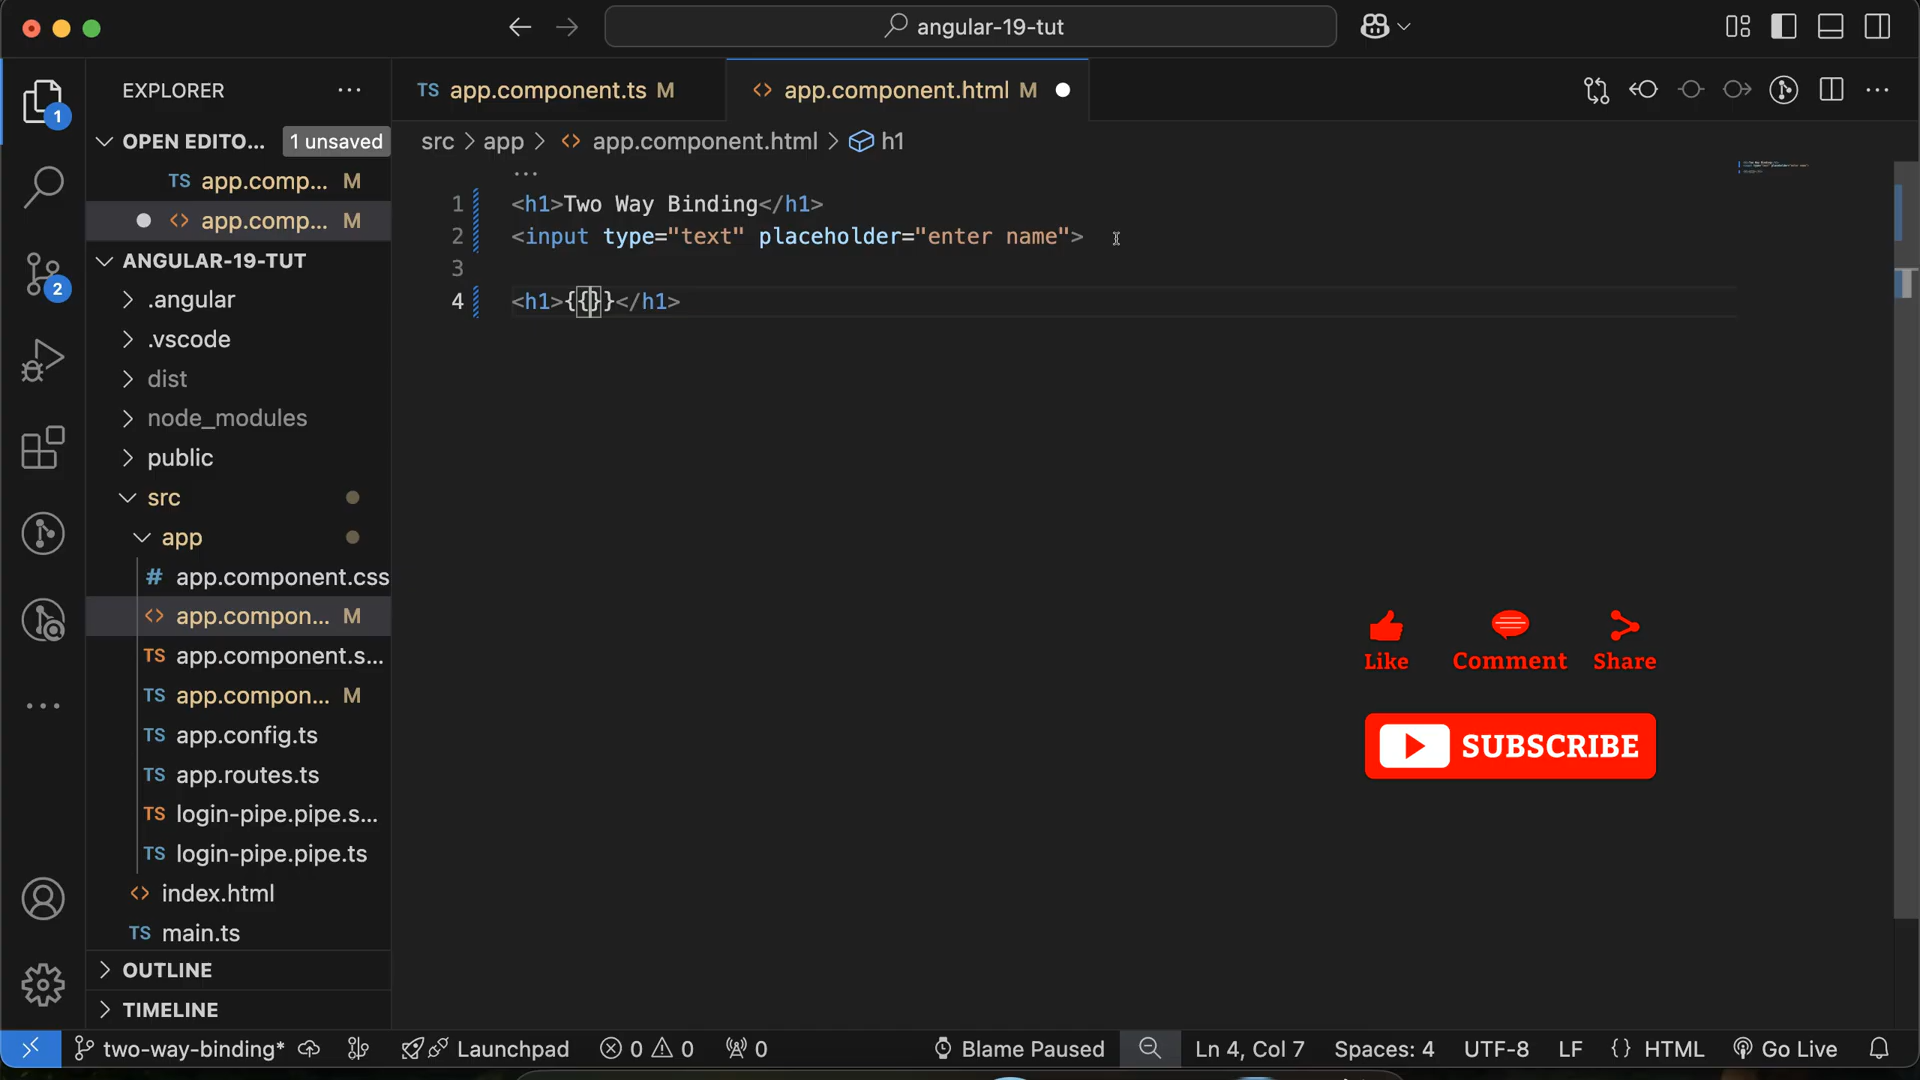 angular-19-tut
EXPLORER
TS app.component.ts M
<> app.component.html M
OPEN EDITO... 1 unsaved
src > app > <> app.component.html > h1
TS app.comp... M
<> app.comp... M
ANGULAR-19-TUT
.angular
.vscode
dist
node_modules
public
src
app
# app.component.css
<> app.compon... M
TS app.component.s...
TS app.compon... M
TS app.config.ts
TS app.routes.ts
TS login-pipe.pipe.s...
TS login-pipe.pipe.ts
<> index.html
TS main.ts
OUTLINE
TIMELINE
1
2
...
1 <h1>Two Way Binding</h1>
2 <input type="text" placeholder="enter name">
3
4 <h1>{{}}</h1>
Like Comment Share
SUBSCRIBE
two-way-binding* Launchpad 0 0 0 Blame Paused Ln 4, Col 7 Spaces: 4 UTF-8 LF {} HTML Go Live